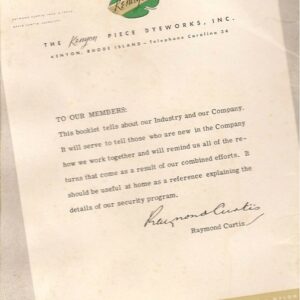 Kenyon
THE Kenyon PIECE DYEWORKS, INC.
KENYON, RHODE ISLAND - Telephone Carolina 26
TO OUR MEMBERS:
This booklet tells about our Industry and our Company.
It will serve to tell those who are new in the Company
how we work together and will remind us all of the re-
turns that come as a result of our combined efforts. It
should be useful at home as a reference explaining the
details of our security program.
Raymond Curtis
Raymond Curtis